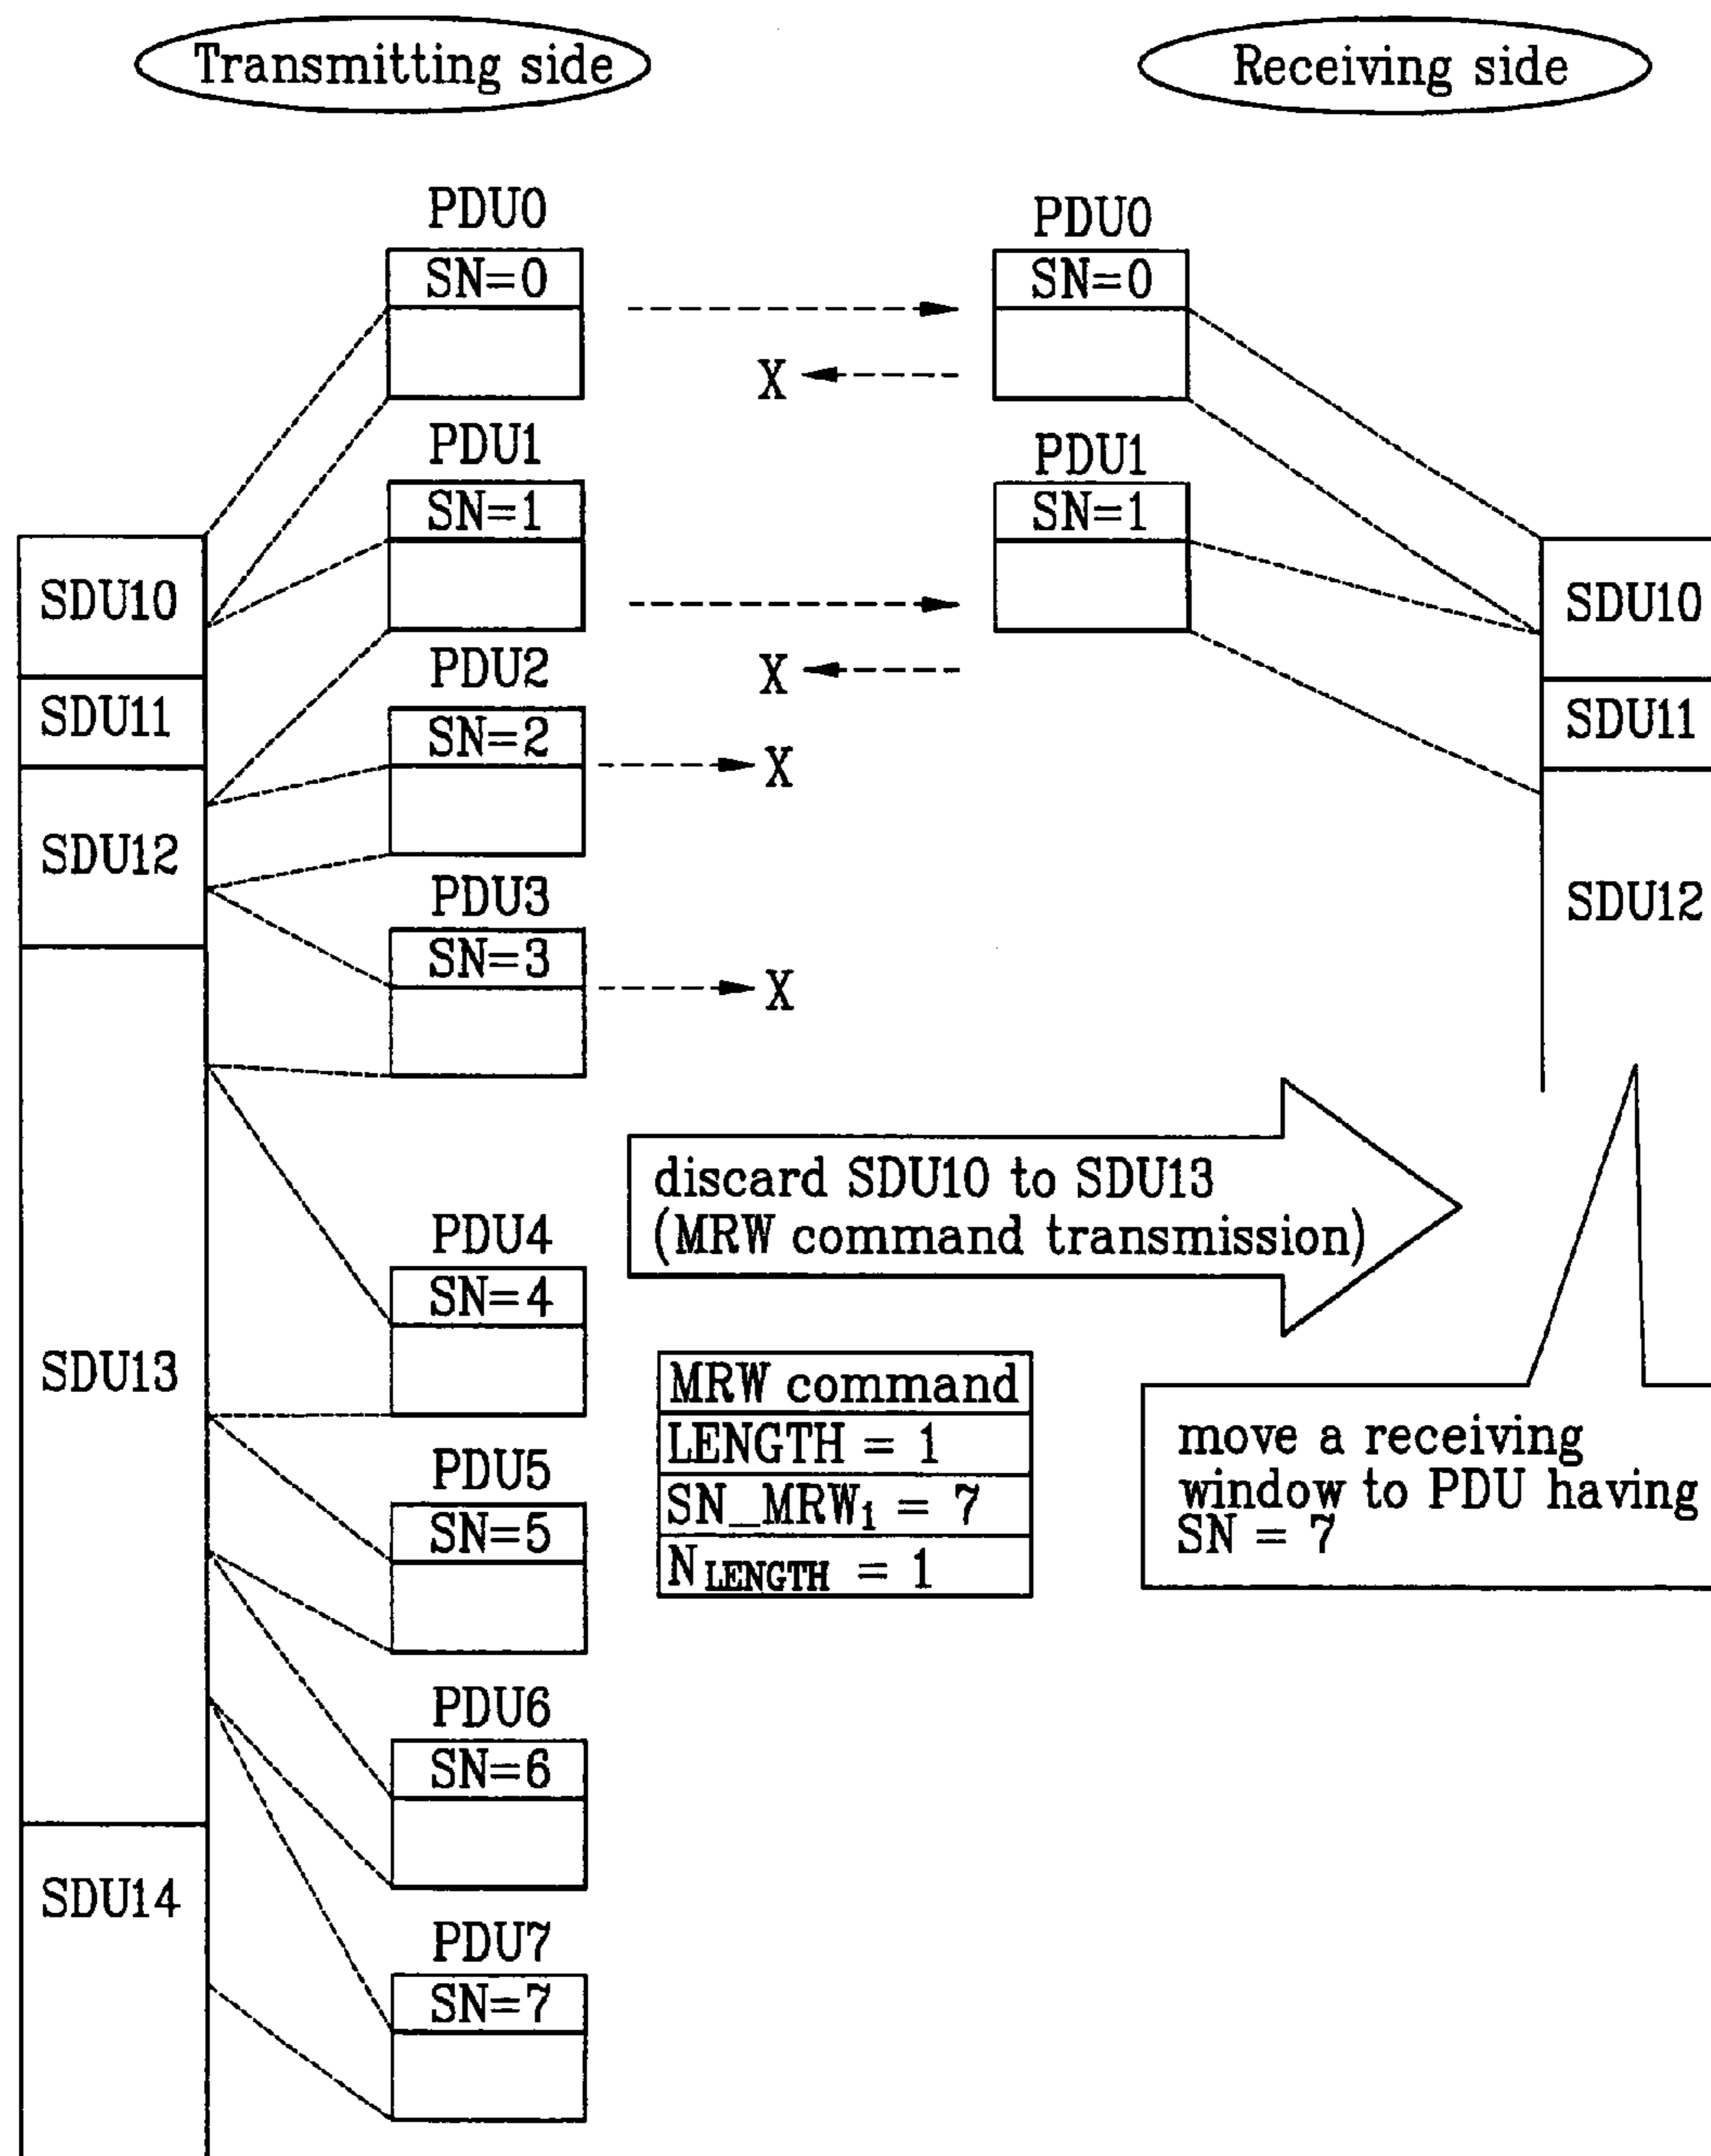 Transmitting side
Receiving side
PDU0
SN=0
PDU0
SN=0
X
PDU1
SN=1
PDU1
SN=1
X
SDU10
SDU11
SDU12
SDU13
SDU14
PDU2
SN=2
X
PDU3
SN=3
X
PDU4
SN=4
PDU5
SN=5
PDU6
SN=6
PDU7
SN=7
SDU10
SDU11
SDU12
discard SDU10 to SDU13
(MRW command transmission)
MRW command
LENGTH = 1
SN_MRW₁ = 7
N LENGTH = 1
move a receiving
window to PDU having
SN = 7